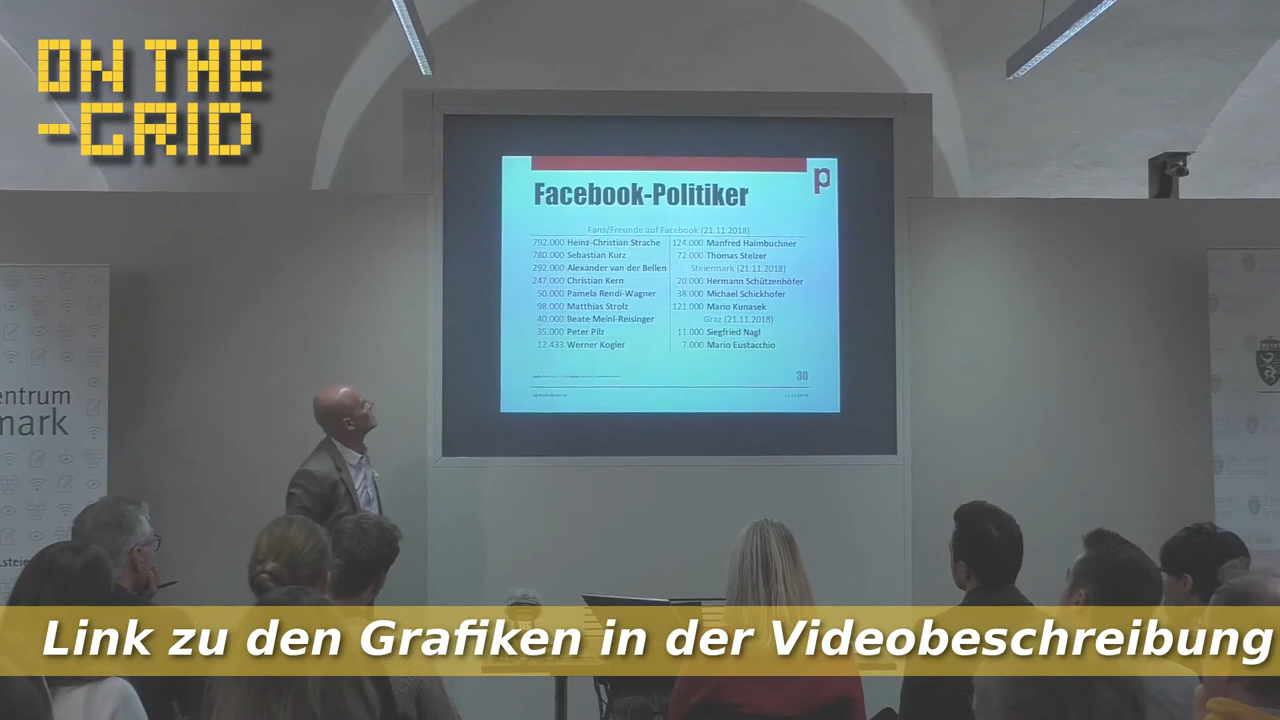 ON THE
-GRID
Facebook-Politiker
p
Fans/Freunde auf Facebook (21.11.2018)
792.000 Heinz-Christian Strache
780.000 Sebastian Kurz
292.000 Alexander van der Bellen
247.000 Christian Kern
50.000 Pamela Rendi-Wagner
98.000 Matthias Strolz
40.000 Beate Meinl-Reisinger
35.000 Peter Pilz
12.433 Werner Kogler
124.000 Manfred Haimbuchner
72.000 Thomas Stelzer
Steiermark (21.11.2018)
20.000 Hermann Schützenhöfer
38.000 Michael Schickhofer
121.000 Mario Kunasek
Graz (21.11.2018)
11.000 Siegfried Nagl
7.000 Mario Eustacchio
30
entrum
mark
.steie
Link zu den Grafiken in der Videobeschreibung